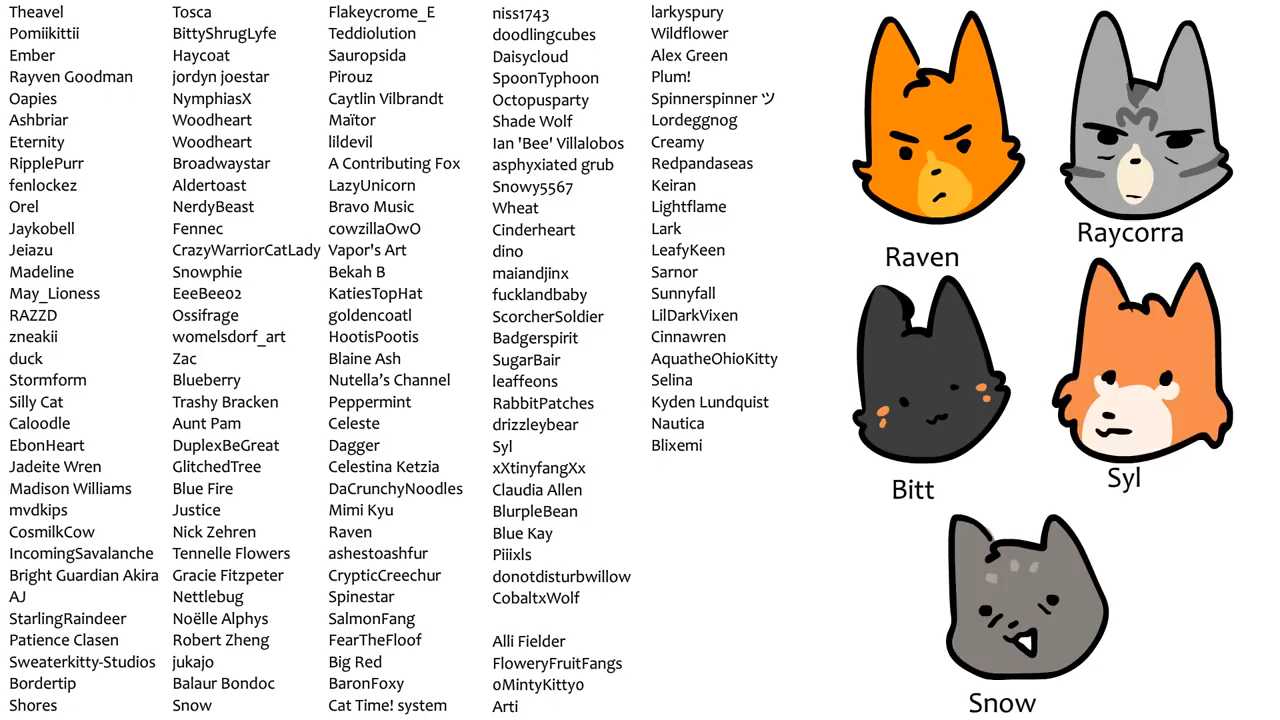 Theavel
Pomiikittii
Ember
Rayven Goodman
Oapies
Ashbriar
Eternity
RipplePurr
fenlockez
Orel
Jaykobell
Jeiazu
Madeline
May_Lioness
RAZZD
zneakii
duck
Stormform
Silly Cat
Caloodle
EbonHeart
Jadeite Wren
Madison Williams
mvdkips
CosmilkCow
IncomingSavalanche
Bright Guardian Akira
AJ
StarlingRaindeer
Patience Clasen
Sweaterkitty-Studios
Bordertip
Shores
Tosca
BittyShrugLyfe
Haycoat
jordyn joestar
NymphiasX
Woodheart
Woodheart
Broadwaystar
Aldertoast
NerdyBeast
Fennec
CrazyWarriorCatLady
Snowphie
EeeBee02
Ossifrage
womelsdorf_art
Zac
Blueberry
Trashy Bracken
Aunt Pam
DuplexBeGreat
GlitchedTree
Blue Fire
Justice
Nick Zehren
Tennelle Flowers
Gracie Fitzpeter
Nettlebug
Noëlle Alphys
Robert Zheng
jukajo
Balaur Bondoc
Snow
Flakeycrome_E
Teddiolution
Sauropsida
Pirouz
Caytlin Vilbrandt
Maïtor
lildevil
A Contributing Fox
LazyUnicorn
Bravo Music
cowzillaOwO
Vapor's Art
Bekah B
KatiesTopHat
goldencoatl
HootisPootis
Blaine Ash
Nutella’s Channel
Peppermint
Celeste
Dagger
Celestina Ketzia
DaCrunchyNoodles
Mimi Kyu
Raven
ashestoashfur
CrypticCreechur
Spinestar
SalmonFang
FearTheFloof
Big Red
BaronFoxy
Cat Time! system
niss1743
doodlingcubes
Daisycloud
SpoonTyphoon
Octopusparty
Shade Wolf
Ian 'Bee' Villalobos
asphyxiated grub
Snowy5567
Wheat
Cinderheart
dino
maiandjinx
fucklandbaby
ScorcherSoldier
Badgerspirit
SugarBair
leaffeons
RabbitPatches
drizzleybear
Syl
xXtinyfangXx
Claudia Allen
BlurpleBean
Blue Kay
Piiixls
donotdisturbwillow
CobaltxWolf
Alli Fielder
FloweryFruitFangs
0MintyKitty0
Arti
larkyspury
Wildflower
Alex Green
Plum!
Spinnerspinner ツ
Lordeggnog
Creamy
Redpandaseas
Keiran
Lightflame
Lark
LeafyKeen
Sarnor
Sunnyfall
LilDarkVixen
Cinnawren
AquatheOhioKitty
Selina
Kyden Lundquist
Nautica
Blixemi
Raven
Raycorra
Bitt
Syl
Snow